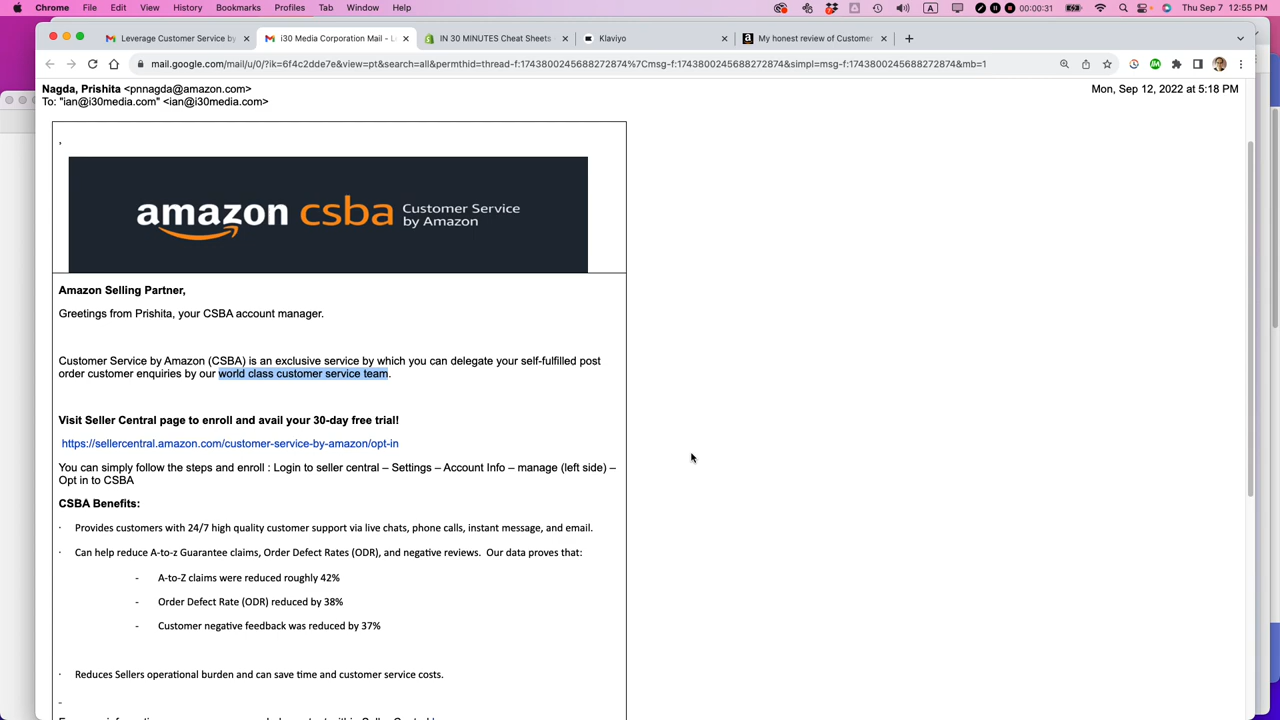 Chrome File Edit View History Bookmarks Profiles Tab Window Help 00:00:31 A Thu Sep 7 12:55 PM
Leverage Customer Service by i30 Media Corporation Mail - L IN 30 MINUTES Cheat Sheets Klaviyo My honest review of Customer
mail.google.com/mail/u/0/?ik=6f4c2dde7e&view=pt&search=all&permthid=thread-f:1743800245688272874%7Cmsg-f:1743800245688272874&simpl=msg-f:1743800245688272874&mb=1
Nagda, Prishita <pnnagda@amazon.com> Mon, Sep 12, 2022 at 5:18 PM
To: "ian@i30media.com" <ian@i30media.com>
,
amazon csba Customer Service
by Amazon
Amazon Selling Partner,
Greetings from Prishita, your CSBA account manager.
Customer Service by Amazon (CSBA) is an exclusive service by which you can delegate your self-fulfilled post
order customer enquiries by our world class customer service team.
Visit Seller Central page to enroll and avail your 30-day free trial!
https://sellercentral.amazon.com/customer-service-by-amazon/opt-in
You can simply follow the steps and enroll : Login to seller central – Settings – Account Info – manage (left side) –
Opt in to CSBA
CSBA Benefits:
· Provides customers with 24/7 high quality customer support via live chats, phone calls, instant message, and email.
· Can help reduce A-to-z Guarantee claims, Order Defect Rates (ODR), and negative reviews. Our data proves that:
- A-to-Z claims were reduced roughly 42%
- Order Defect Rate (ODR) reduced by 38%
- Customer negative feedback was reduced by 37%
· Reduces Sellers operational burden and can save time and customer service costs.
-